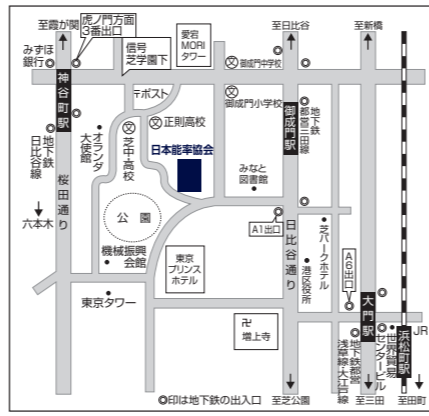 至霞が関
虎ノ門方面
3番出口
みずほ
銀行
信号
芝学園下
愛宕
MORI
タワー
至日比谷
至新橋
神谷町駅
地下鉄
日比谷線
〒ポスト
文 正則高校
文 芝中・高校
オランダ
大使館
文 御成門中学校
文 御成門小学校
御成門駅
地下鉄
都営三田線
日本能率協会
みなと
図書館
桜田通り
六本木
公園
機械振興
会館
A1出口
日比谷通り
芝パークホテル
港区役所
A6出口
東京
プリンス
ホテル
東京タワー
卍
増上寺
大門駅
地下鉄都営
浅草線・大江戸線
世界貿易
センタービル
浜松町駅
JR
◎印は地下鉄の出入口
至芝公園
至三田
至田町